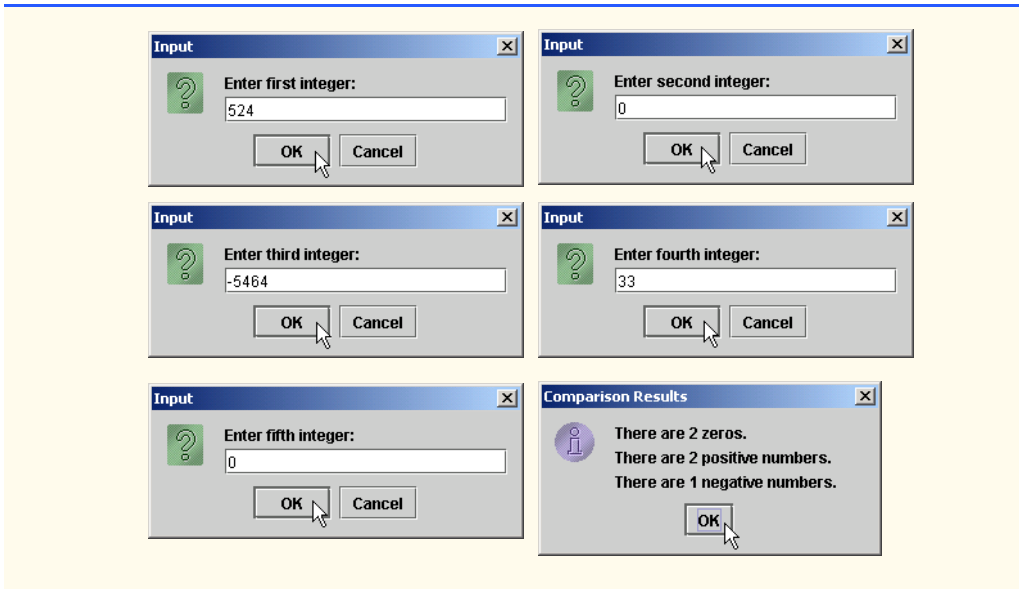 Input
Enter first integer:
524
OK Cancel
Input
Enter second integer:
0
OK Cancel
Input
Enter third integer:
-5464
OK Cancel
Input
Enter fourth integer:
33
OK Cancel
Input
Enter fifth integer:
0
OK Cancel
Comparison Results
There are 2 zeros.
There are 2 positive numbers.
There are 1 negative numbers.
OK